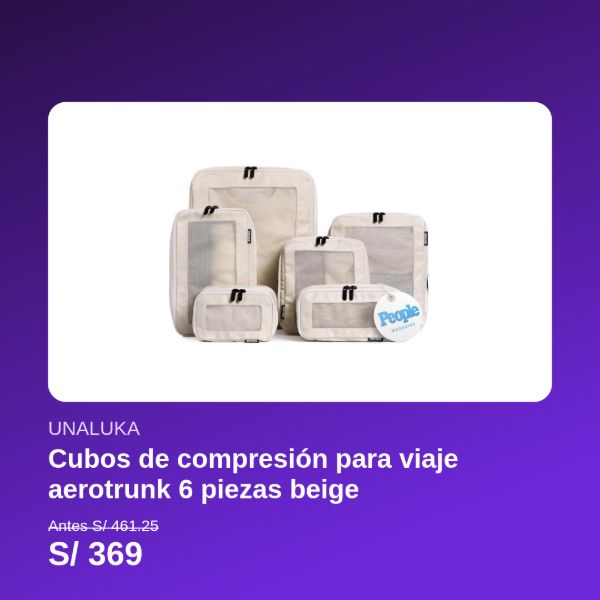 People
MAGAZINE
UNALUKA
Cubos de compresión para viaje
aerotrunk 6 piezas beige
Antes S/ 461.25
S/ 369